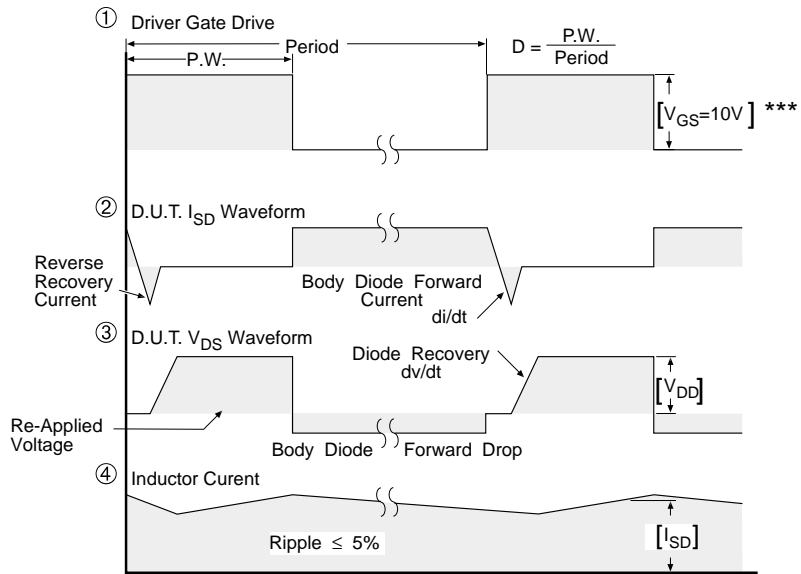 ① Driver Gate Drive
Period
P.W.
D = P.W. / Period
[VGS=10V] ***
② D.U.T. ISD Waveform
Reverse
Recovery
Current
Body Diode Forward
Current
di/dt
③ D.U.T. VDS Waveform
Diode Recovery
dv/dt
[VDD]
Re-Applied
Voltage
Body Diode Forward Drop
④ Inductor Curent
Ripple ≤ 5%
[ISD]